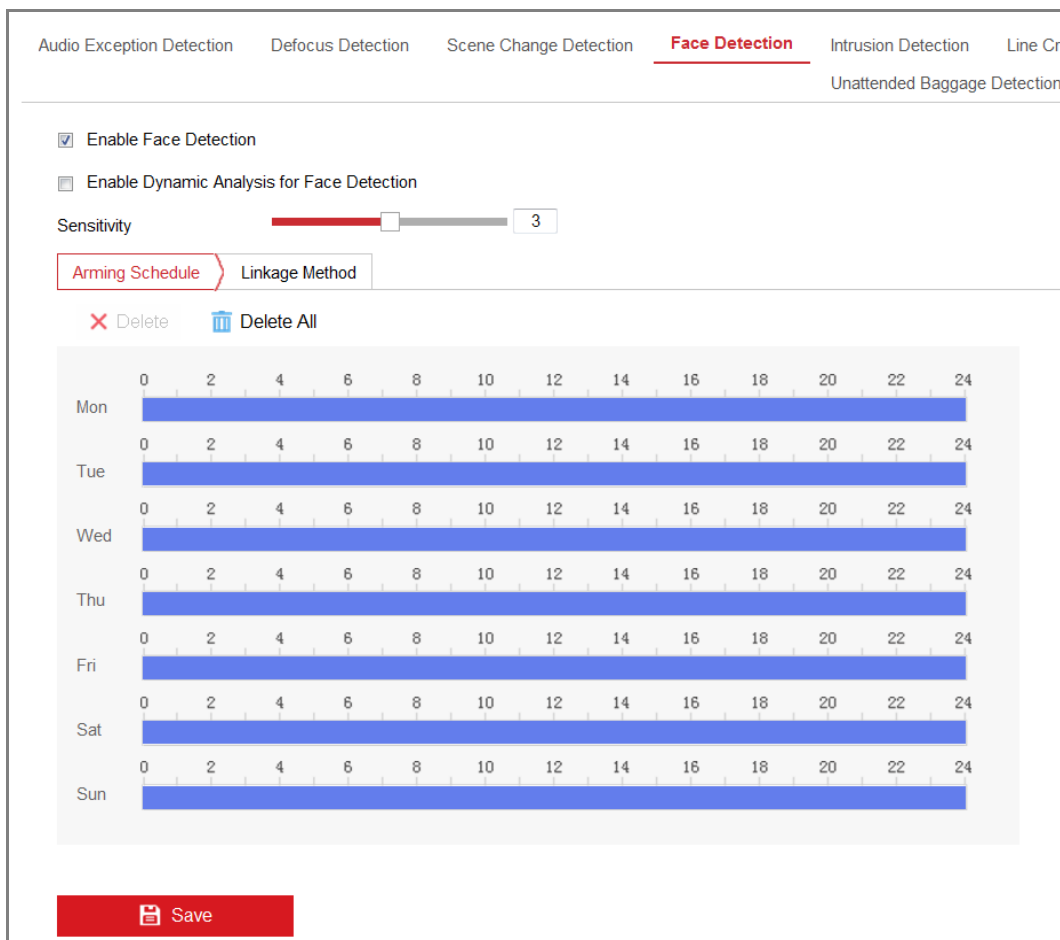 Audio Exception Detection Defocus Detection Scene Change Detection Face Detection Intrusion Detection Line Cr
Unattended Baggage Detection
Enable Face Detection
Enable Dynamic Analysis for Face Detection
Sensitivity 3
Arming Schedule Linkage Method
Delete Delete All
0 2 4 6 8 10 12 14 16 18 20 22 24
Mon
0 2 4 6 8 10 12 14 16 18 20 22 24
Tue
0 2 4 6 8 10 12 14 16 18 20 22 24
Wed
0 2 4 6 8 10 12 14 16 18 20 22 24
Thu
0 2 4 6 8 10 12 14 16 18 20 22 24
Fri
0 2 4 6 8 10 12 14 16 18 20 22 24
Sat
0 2 4 6 8 10 12 14 16 18 20 22 24
Sun
Save